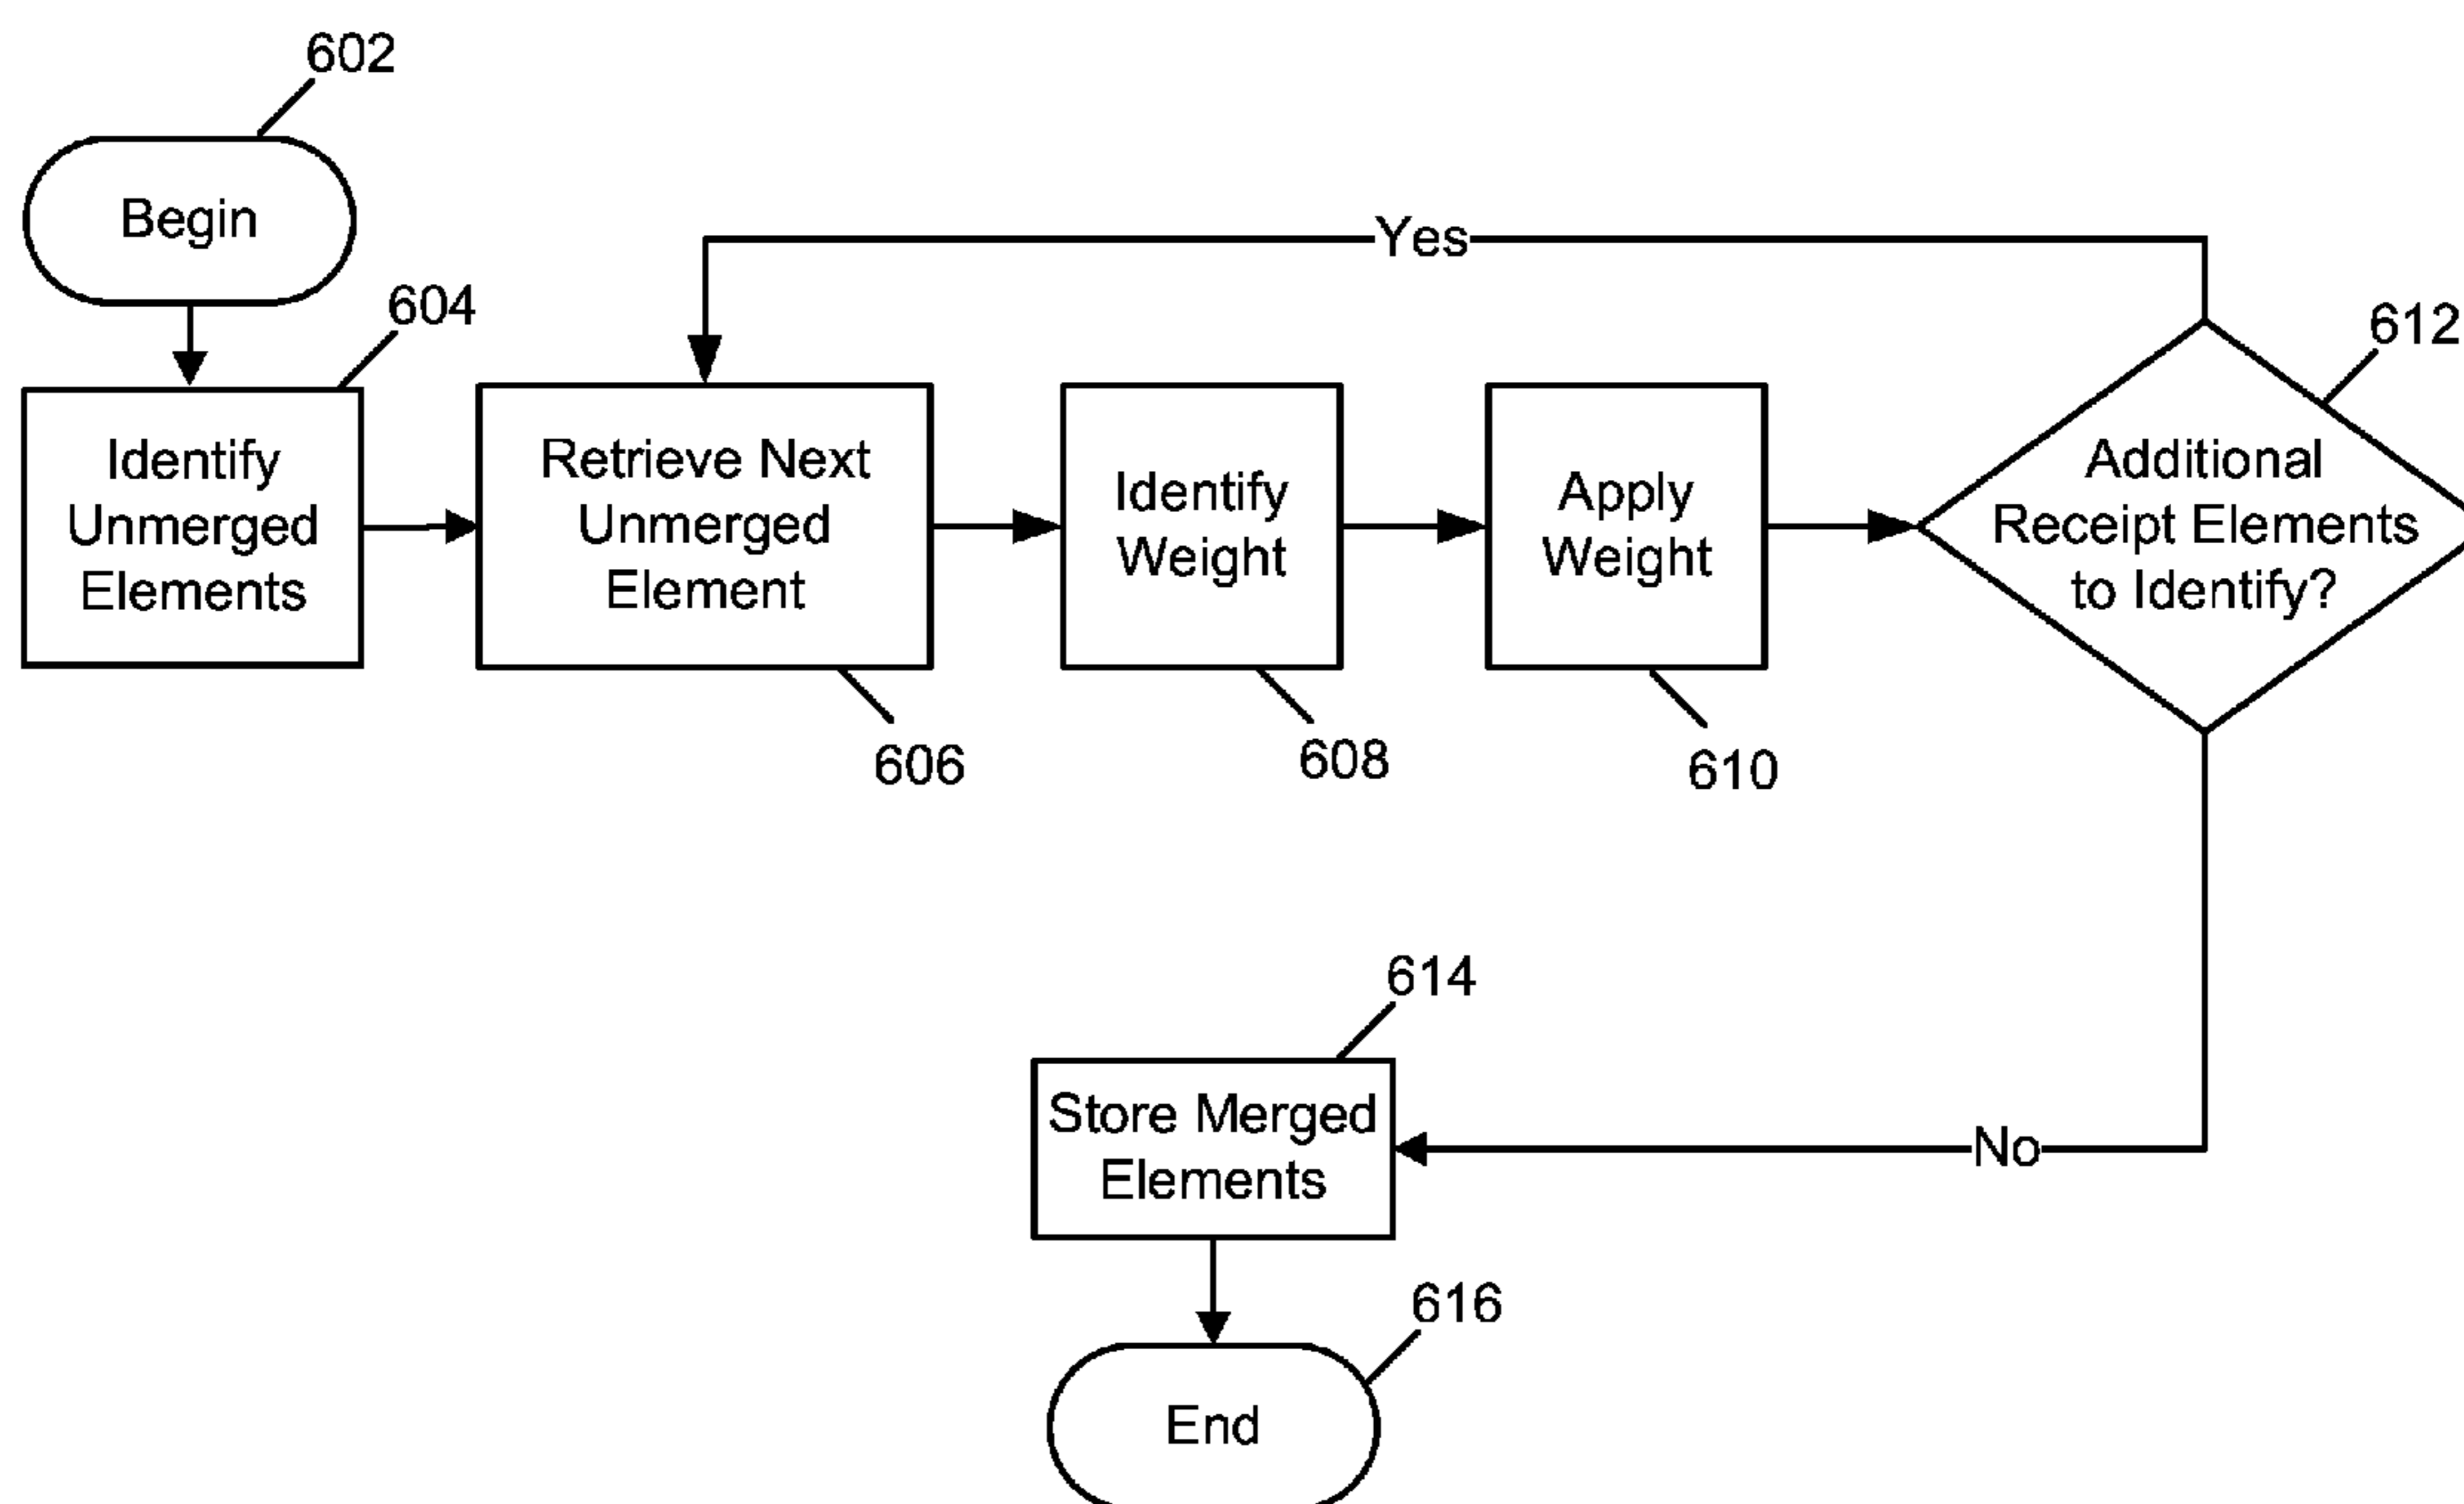 602
Begin
604
Identify
Unmerged
Elements
Yes
Retrieve Next
Unmerged
Element
606
Identify
Weight
608
Apply
Weight
610
612
Additional
Receipt Elements
to Identify?
No
614
Store Merged
Elements
616
End